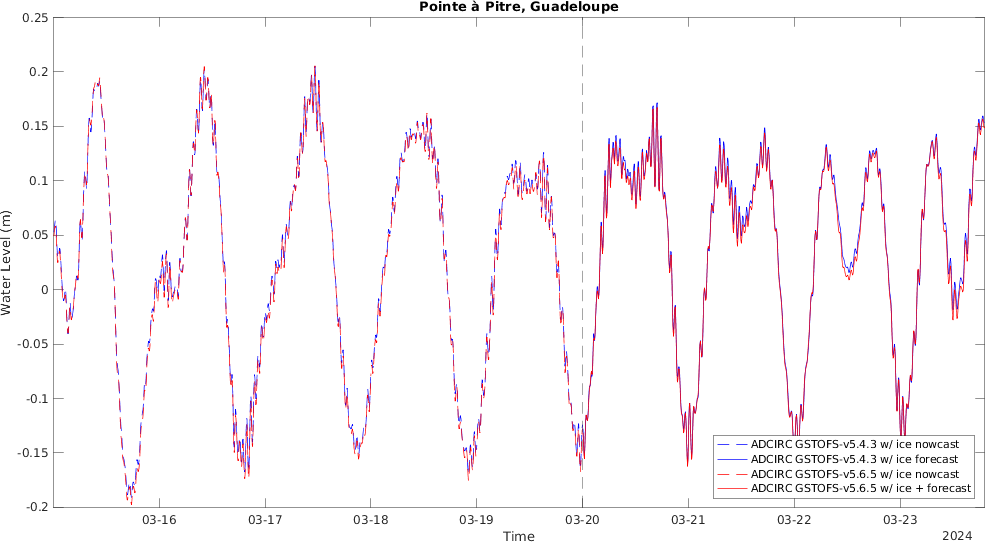 Pointe à Pitre, Guadeloupe
0.25
0.2
0.15
0.1
0.05
0
-0.05
-0.1
-0.15
-0.2
Water Level (m)
ADCIRC GSTOFS-v5.4.3 w/ ice nowcast
ADCIRC GSTOFS-v5.4.3 w/ ice forecast
ADCIRC GSTOFS-v5.6.5 w/ ice nowcast
ADCIRC GSTOFS-v5.6.5 w/ ice + forecast
03-16 03-17 03-18 03-19 03-20 03-21 03-22 03-23
Time
2024